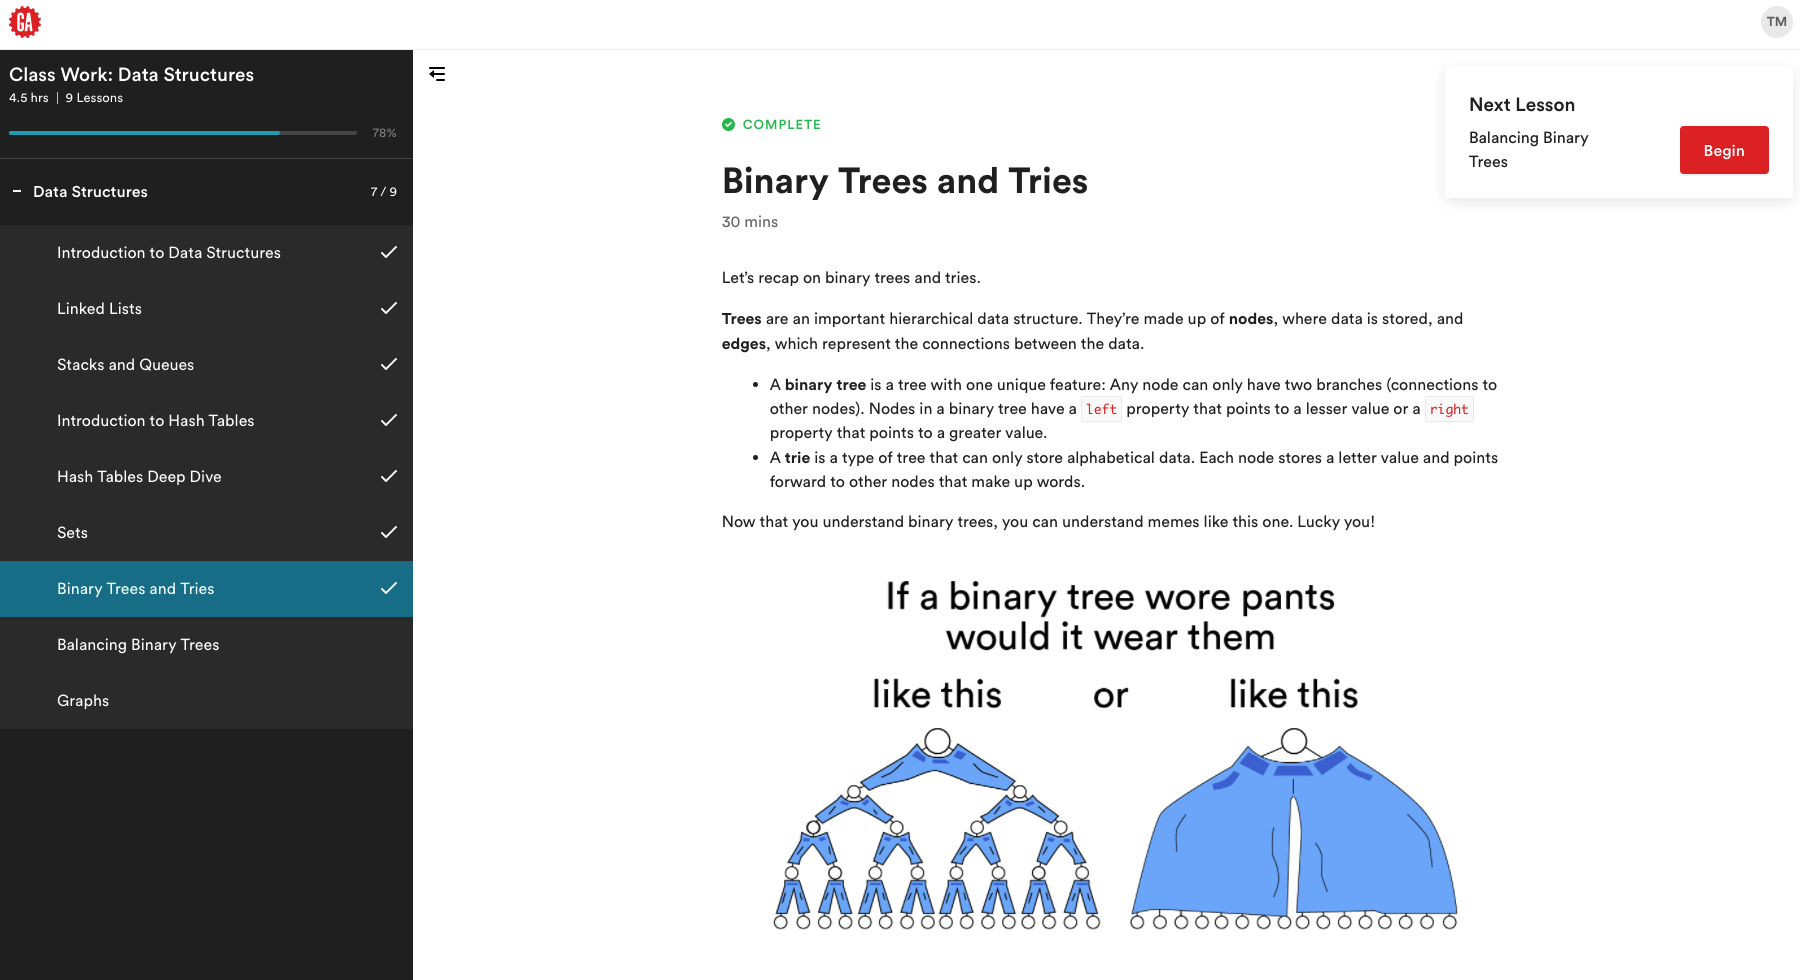 GA
TM
Class Work: Data Structures
4.5 hrs | 9 Lessons
78%
Data Structures 7 / 9
Introduction to Data Structures
Linked Lists
Stacks and Queues
Introduction to Hash Tables
Hash Tables Deep Dive
Sets
Binary Trees and Tries
Balancing Binary Trees
Graphs
COMPLETE
Binary Trees and Tries
30 mins
Let’s recap on binary trees and tries.
Trees are an important hierarchical data structure. They’re made up of nodes, where data is stored, and
edges, which represent the connections between the data.
• A binary tree is a tree with one unique feature: Any node can only have two branches (connections to
other nodes). Nodes in a binary tree have a left property that points to a lesser value or a right
property that points to a greater value.
• A trie is a type of tree that can only store alphabetical data. Each node stores a letter value and points
forward to other nodes that make up words.
Now that you understand binary trees, you can understand memes like this one. Lucky you!
If a binary tree wore pants
would it wear them
like this or like this
Next Lesson
Balancing Binary
Trees
Begin